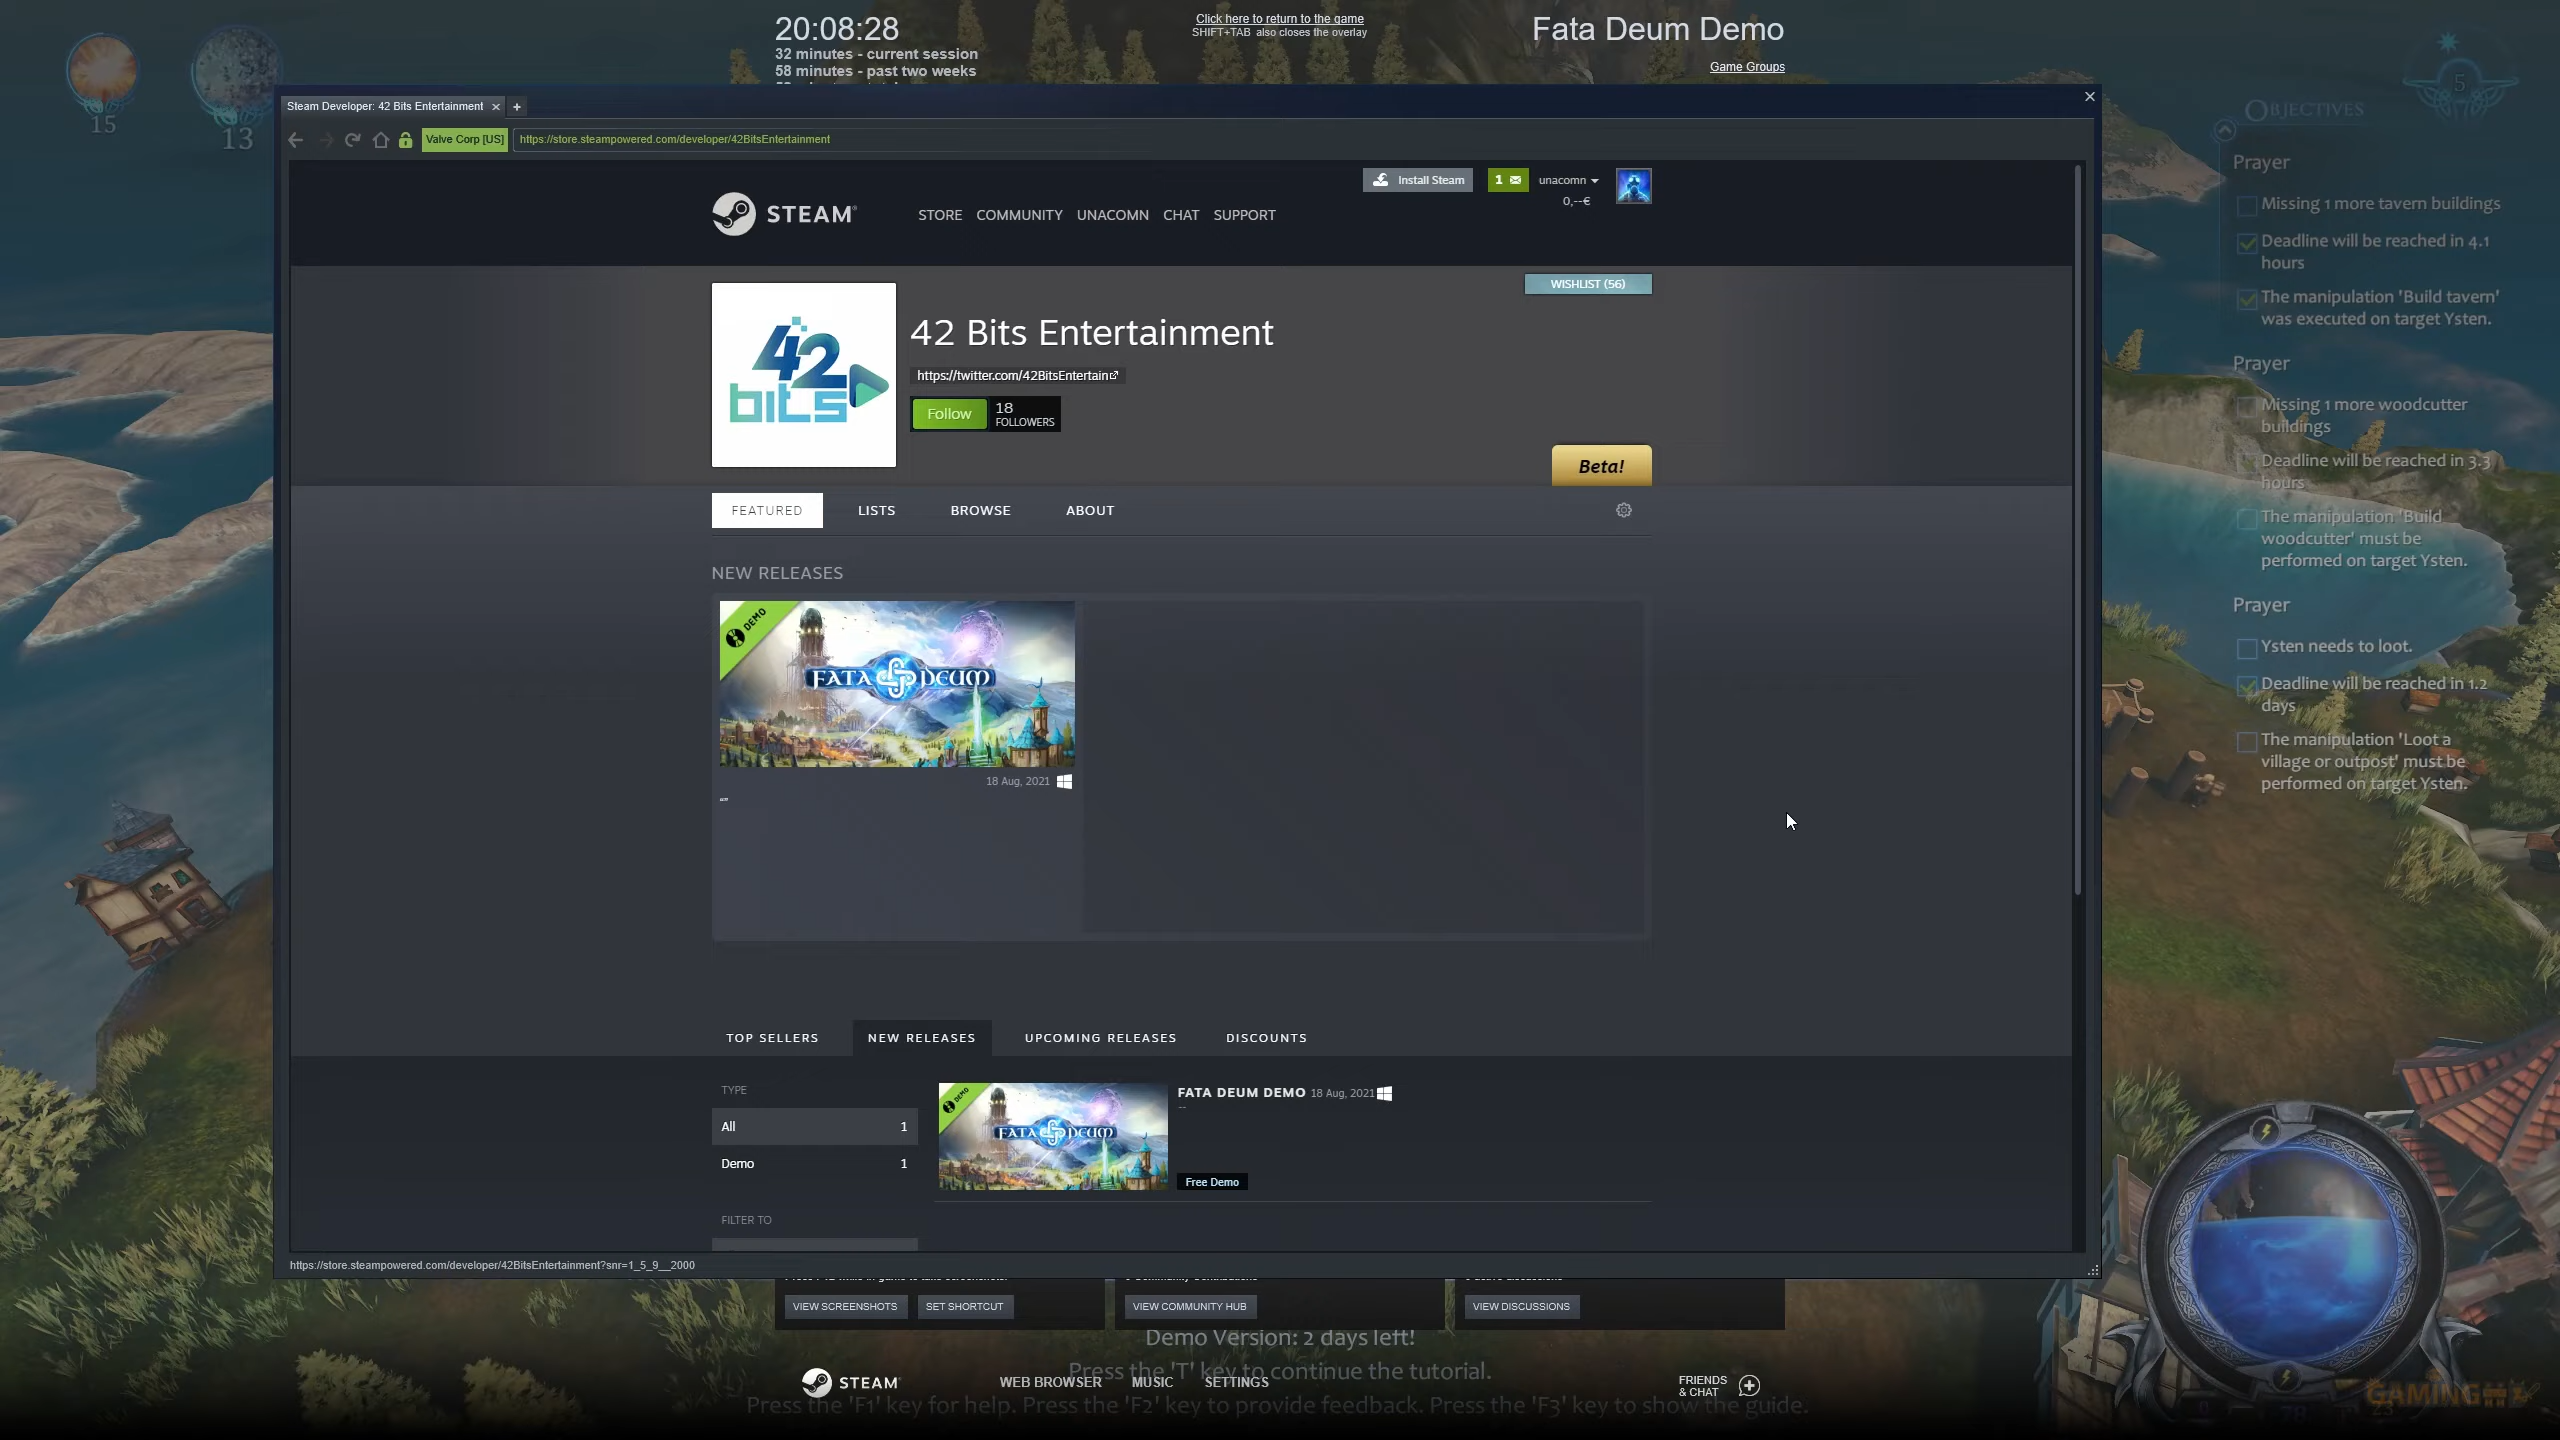 20:08:28
32 minutes - current session
58 minutes - past two weeks
Click here to return to the game
SHIFT+TAB also closes the overlay
Fata Deum Demo
Game Groups
15
13
5
Steam Developer: 42 Bits Entertainment
Valve Corp [US]
https://store.steampowered.com/developer/42BitsEntertainment
Install Steam
1
unacomn
0,--€
STEAM
STORE
COMMUNITY
UNACOMN
CHAT
SUPPORT
WISHLIST (56)
42
bits
42 Bits Entertainment
https://twitter.com/42BitsEntertain
Follow
18
FOLLOWERS
Beta!
FEATURED
LISTS
BROWSE
ABOUT
NEW RELEASES
DEMO
FATA DEUM
18 Aug, 2021
TOP SELLERS
NEW RELEASES
UPCOMING RELEASES
DISCOUNTS
TYPE
All 1
Demo 1
FILTER TO
DEMO
FATA DEUM
FATA DEUM DEMO 18 Aug, 2021
--
Free Demo
https://store.steampowered.com/developer/42BitsEntertainment?snr=1_5_9__2000
OBJECTIVES
Prayer
Missing 1 more tavern buildings
Deadline will be reached in 4.1
hours
The manipulation 'Build tavern'
was executed on target Ysten.
Prayer
Missing 1 more woodcutter
buildings
Deadline will be reached in 3.3
hours
The manipulation 'Build
woodcutter' must be
performed on target Ysten.
Prayer
Ysten needs to loot.
Deadline will be reached in 1.2
days
The manipulation 'Loot a
village or outpost' must be
performed on target Ysten.
VIEW SCREENSHOTS
SET SHORTCUT
VIEW COMMUNITY HUB
VIEW DISCUSSIONS
Demo Version: 2 days left!
Press the 'T' key to continue the tutorial.
STEAM
WEB BROWSER
MUSIC
SETTINGS
FRIENDS
& CHAT
Press the 'F1' key for help. Press the 'F2' key to provide feedback. Press the 'F3' key to show the guide.
GAMING